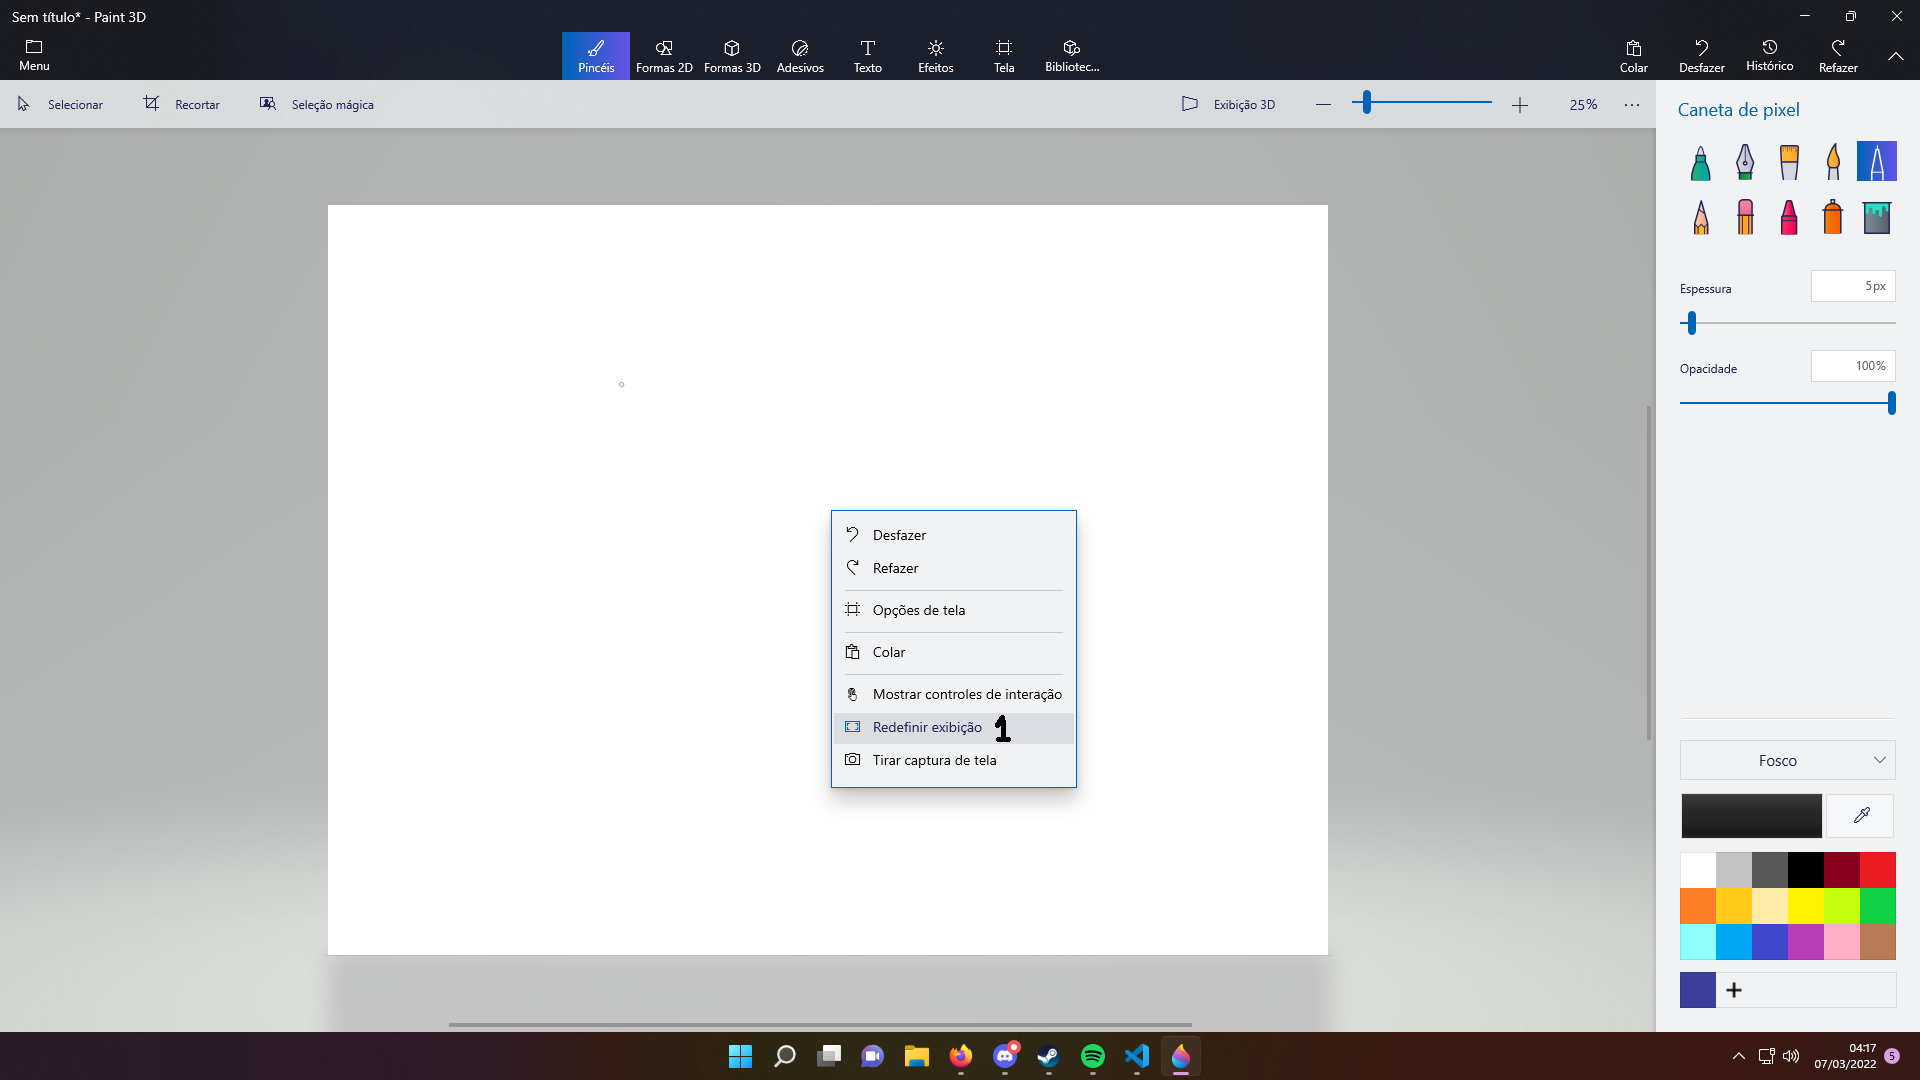 Sem título* - Paint 3D
Menu
Pincéis
Formas 2D
Formas 3D
Adesivos
Texto
Efeitos
Tela
Bibliotec...
Colar
Desfazer
Histórico
Refazer
Selecionar
Recortar
Seleção mágica
Exibição 3D
25%
Caneta de pixel
Espessura
5px
Opacidade
100%
Desfazer
Refazer
Opções de tela
Colar
Mostrar controles de interação
Redefinir exibição 1
Tirar captura de tela
Fosco
04:17
07/03/2022
5